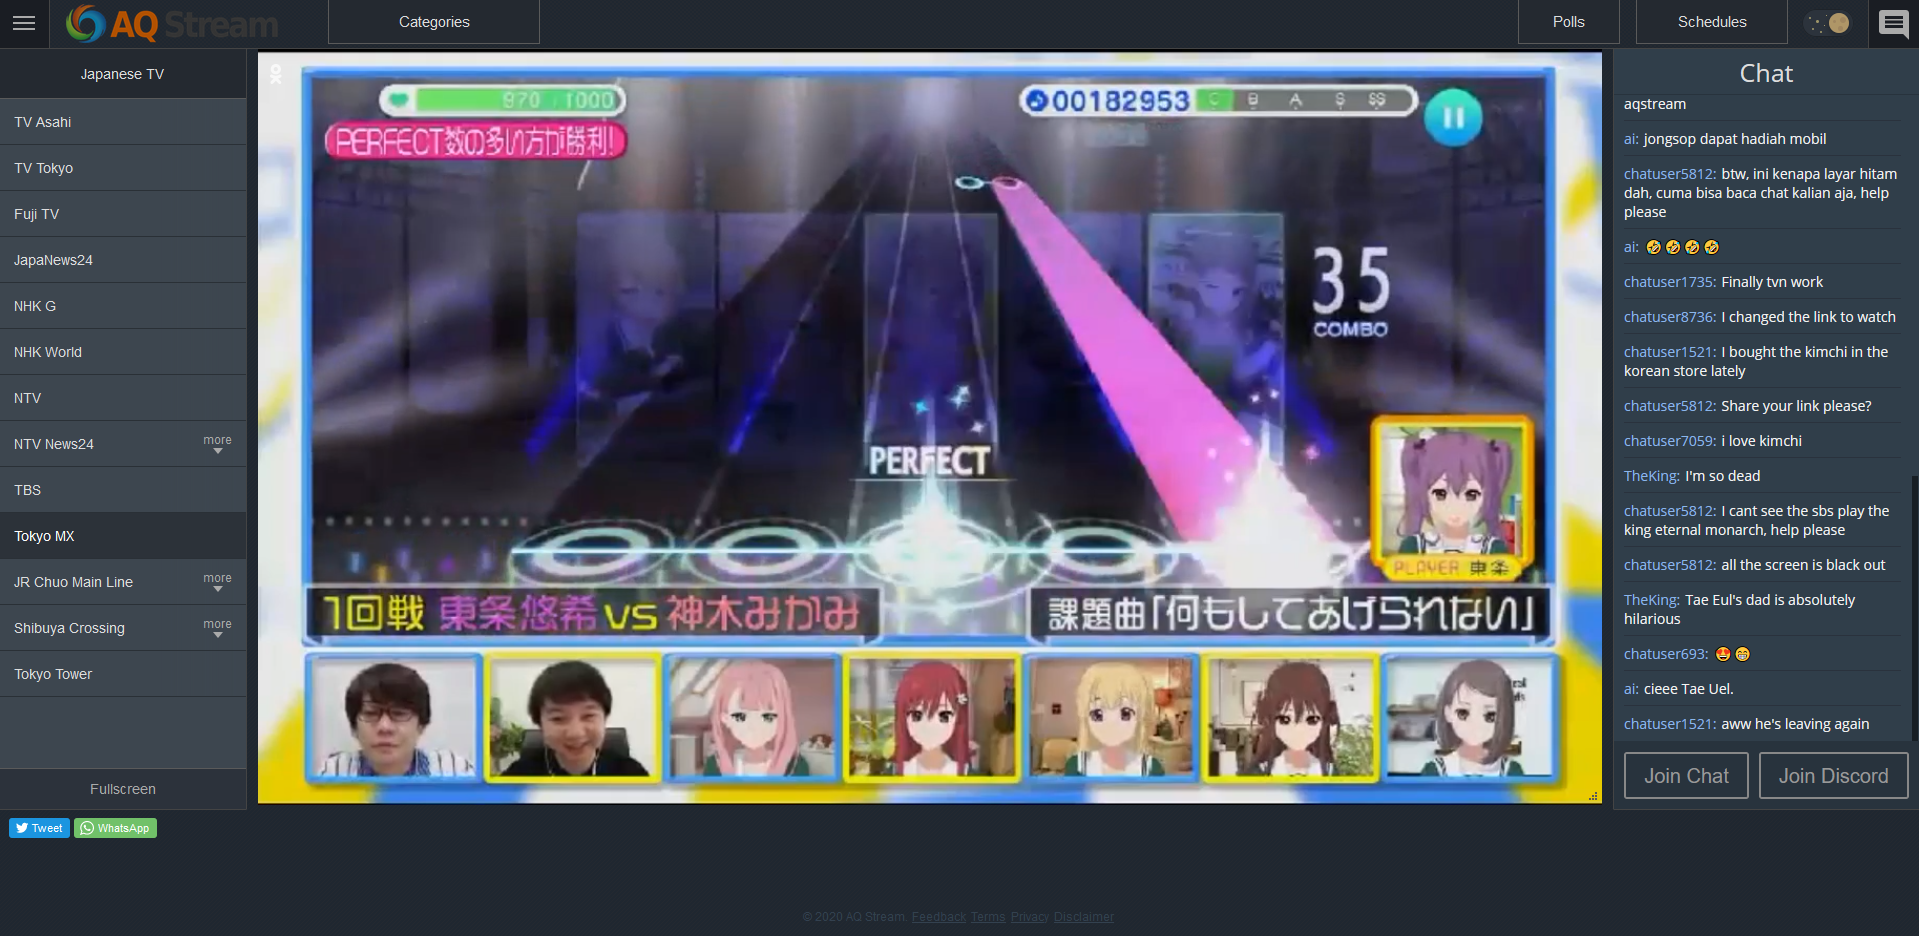 AQ Stream
Categories
Polls
Schedules
Japanese TV
TV Asahi
TV Tokyo
Fuji TV
JapaNews24
NHK G
NHK World
NTV
NTV News24
more
TBS
Tokyo MX
JR Chuo Main Line
more
Shibuya Crossing
more
Tokyo Tower
Fullscreen
Tweet
WhatsApp
970 / 1000
PERFECT数の多い方が勝利!
00182953
C B A S SS
35
COMBO
PERFECT
PLAYER 東条
1回戦 東条悠希 vs 神木みかみ
課題曲「何もしてあげられない」
Chat
aqstream
ai: jongsop dapat hadiah mobil
chatuser5812: btw, ini kenapa layar hitam
dah, cuma bisa baca chat kalian aja, help
please
ai: 🤣🤣🤣🤣
chatuser1735: Finally tvn work
chatuser8736: I changed the link to watch
chatuser1521: I bought the kimchi in the
korean store lately
chatuser5812: Share your link please?
chatuser7059: i love kimchi
TheKing: I'm so dead
chatuser5812: I cant see the sbs play the
king eternal monarch, help please
chatuser5812: all the screen is black out
TheKing: Tae Eul's dad is absolutely
hilarious
chatuser693: 😍😁
ai: cieee Tae Uel.
chatuser1521: aww he's leaving again
Join Chat
Join Discord
© 2020 AQ Stream. Feedback Terms Privacy Disclaimer